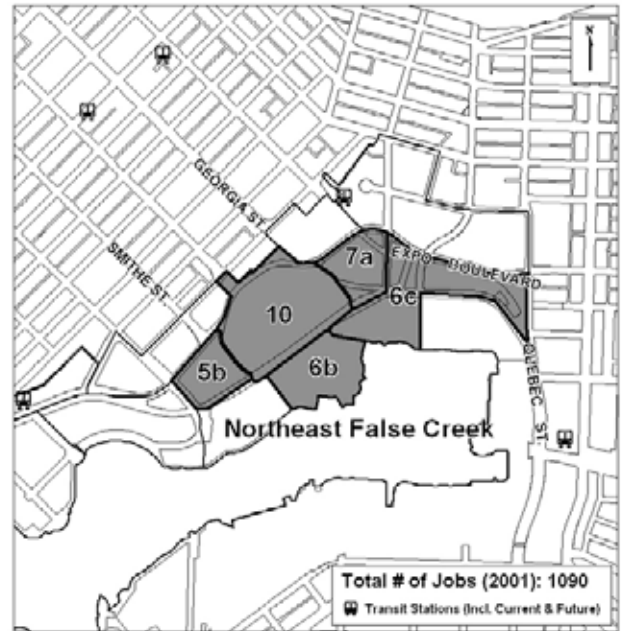 N
GEORGIA ST.
SMITHE ST.
7a
EXPO BOULEVARD
10
6c
5b
6b
QUEBEC ST.
Northeast False Creek
Total # of Jobs (2001): 1090
Transit Stations (Incl. Current & Future)